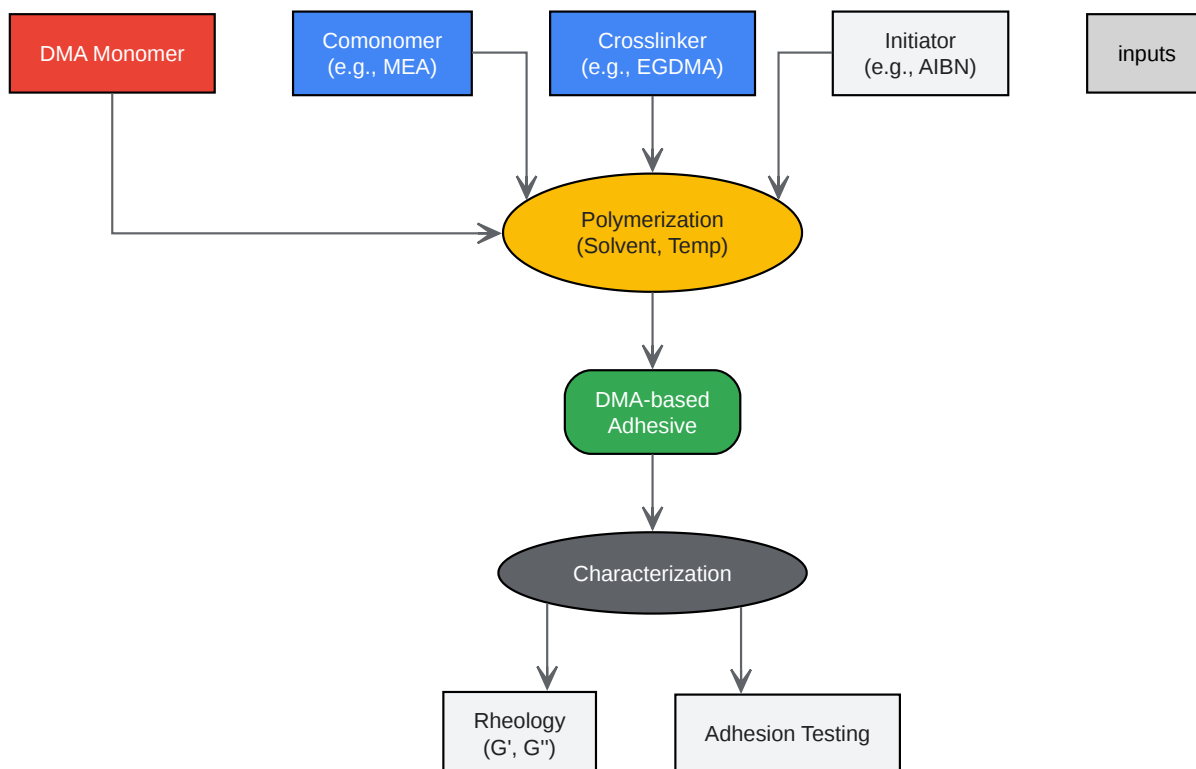 DMA Monomer
Comonomer
(e.g., MEA)
Crosslinker
(e.g., EGDMA)
Initiator
(e.g., AIBN)
inputs
Polymerization
(Solvent, Temp)
DMA-based
Adhesive
Characterization
Rheology
(G', G'')
Adhesion Testing